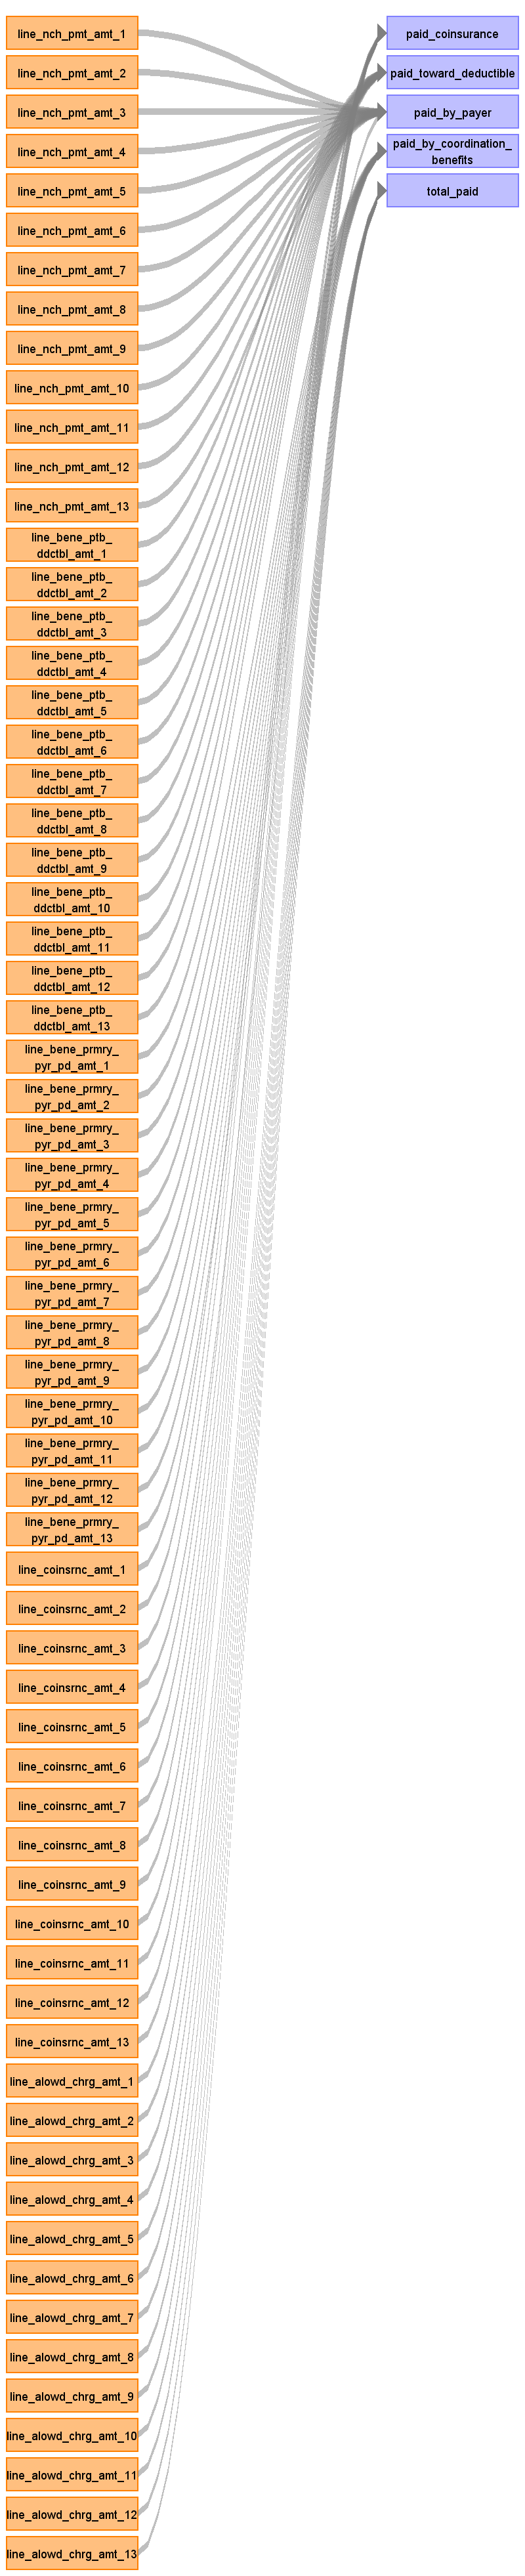 line_nch_pmt_amt_1
line_nch_pmt_amt_2
line_nch_pmt_amt_3
line_nch_pmt_amt_4
line_nch_pmt_amt_5
line_nch_pmt_amt_6
line_nch_pmt_amt_7
line_nch_pmt_amt_8
line_nch_pmt_amt_9
line_nch_pmt_amt_10
line_nch_pmt_amt_11
line_nch_pmt_amt_12
line_nch_pmt_amt_13
line_bene_ptb_
ddctbl_amt_1
line_bene_ptb_
ddctbl_amt_2
line_bene_ptb_
ddctbl_amt_3
line_bene_ptb_
ddctbl_amt_4
line_bene_ptb_
ddctbl_amt_5
line_bene_ptb_
ddctbl_amt_6
line_bene_ptb_
ddctbl_amt_7
line_bene_ptb_
ddctbl_amt_8
line_bene_ptb_
ddctbl_amt_9
line_bene_ptb_
ddctbl_amt_10
line_bene_ptb_
ddctbl_amt_11
line_bene_ptb_
ddctbl_amt_12
line_bene_ptb_
ddctbl_amt_13
line_bene_prmry_
pyr_pd_amt_1
line_bene_prmry_
pyr_pd_amt_2
line_bene_prmry_
pyr_pd_amt_3
line_bene_prmry_
pyr_pd_amt_4
line_bene_prmry_
pyr_pd_amt_5
line_bene_prmry_
pyr_pd_amt_6
line_bene_prmry_
pyr_pd_amt_7
line_bene_prmry_
pyr_pd_amt_8
line_bene_prmry_
pyr_pd_amt_9
line_bene_prmry_
pyr_pd_amt_10
line_bene_prmry_
pyr_pd_amt_11
line_bene_prmry_
pyr_pd_amt_12
line_bene_prmry_
pyr_pd_amt_13
line_coinsrnc_amt_1
line_coinsrnc_amt_2
line_coinsrnc_amt_3
line_coinsrnc_amt_4
line_coinsrnc_amt_5
line_coinsrnc_amt_6
line_coinsrnc_amt_7
line_coinsrnc_amt_8
line_coinsrnc_amt_9
line_coinsrnc_amt_10
line_coinsrnc_amt_11
line_coinsrnc_amt_12
line_coinsrnc_amt_13
line_alowd_chrg_amt_1
line_alowd_chrg_amt_2
line_alowd_chrg_amt_3
line_alowd_chrg_amt_4
line_alowd_chrg_amt_5
line_alowd_chrg_amt_6
line_alowd_chrg_amt_7
line_alowd_chrg_amt_8
line_alowd_chrg_amt_9
line_alowd_chrg_amt_10
line_alowd_chrg_amt_11
line_alowd_chrg_amt_12
line_alowd_chrg_amt_13
paid_coinsurance
paid_toward_deductible
paid_by_payer
paid_by_coordination_
benefits
total_paid